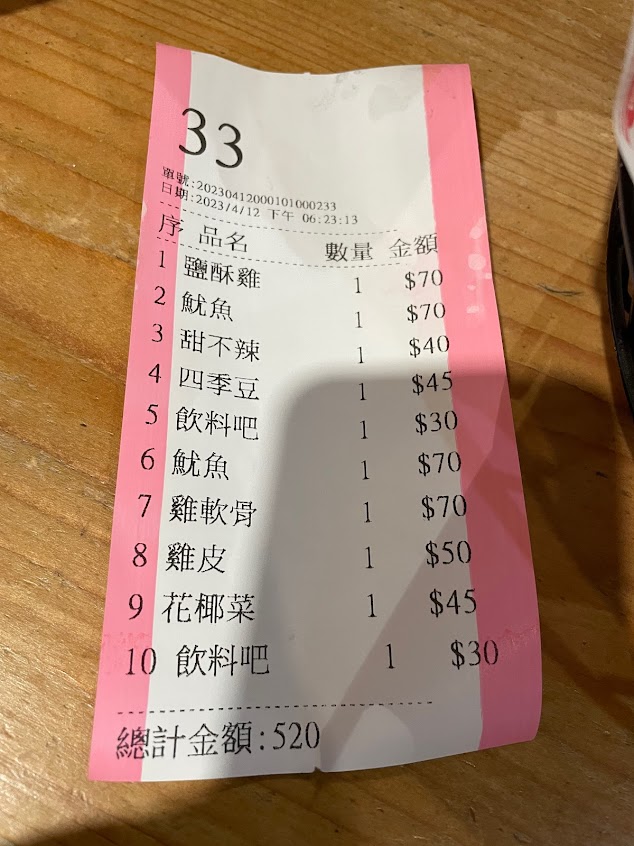 33
單號:20230412000101000233
日期:2023/4/12 下午 06:23:13
序 品名 數量 金額
1 鹽酥雞 1 $70
2 魷魚 1 $70
3 甜不辣 1 $40
4 四季豆 1 $45
5 飲料吧 1 $30
6 魷魚 1 $70
7 雞軟骨 1 $70
8 雞皮 1 $50
9 花椰菜 1 $45
10 飲料吧 1 $30
總計金額:520